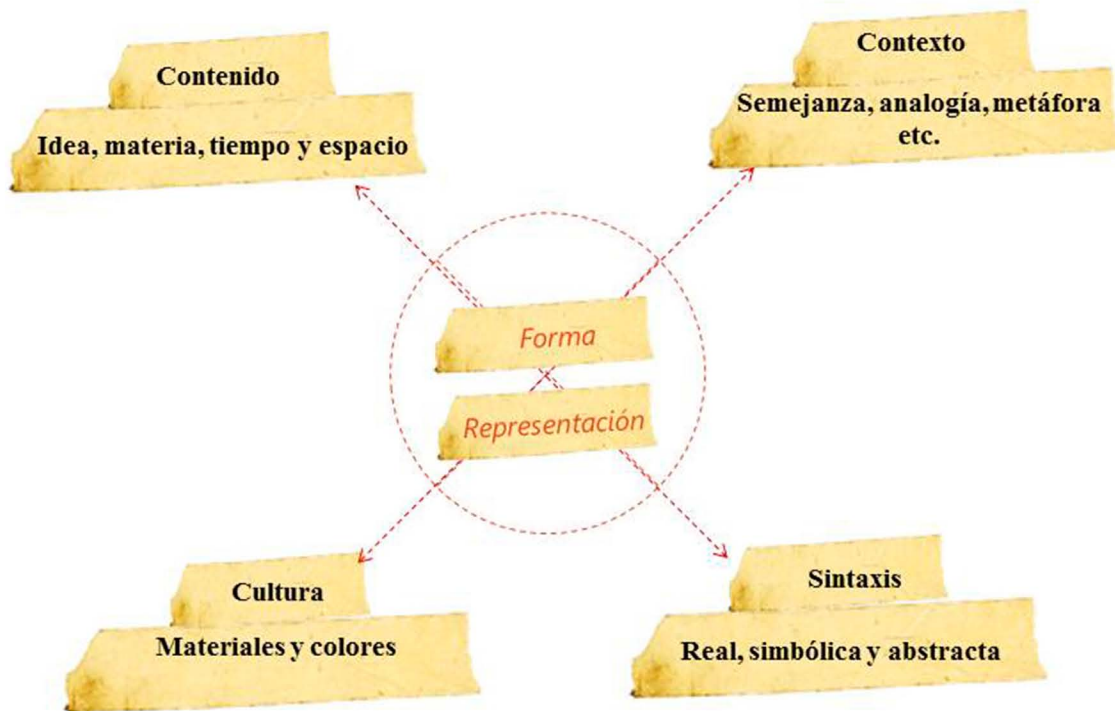 Contenido
Idea, materia, tiempo y espacio
Contexto
Semejanza, analogía, metáfora
etc.
Forma
Representación
Cultura
Materiales y colores
Sintaxis
Real, simbólica y abstracta